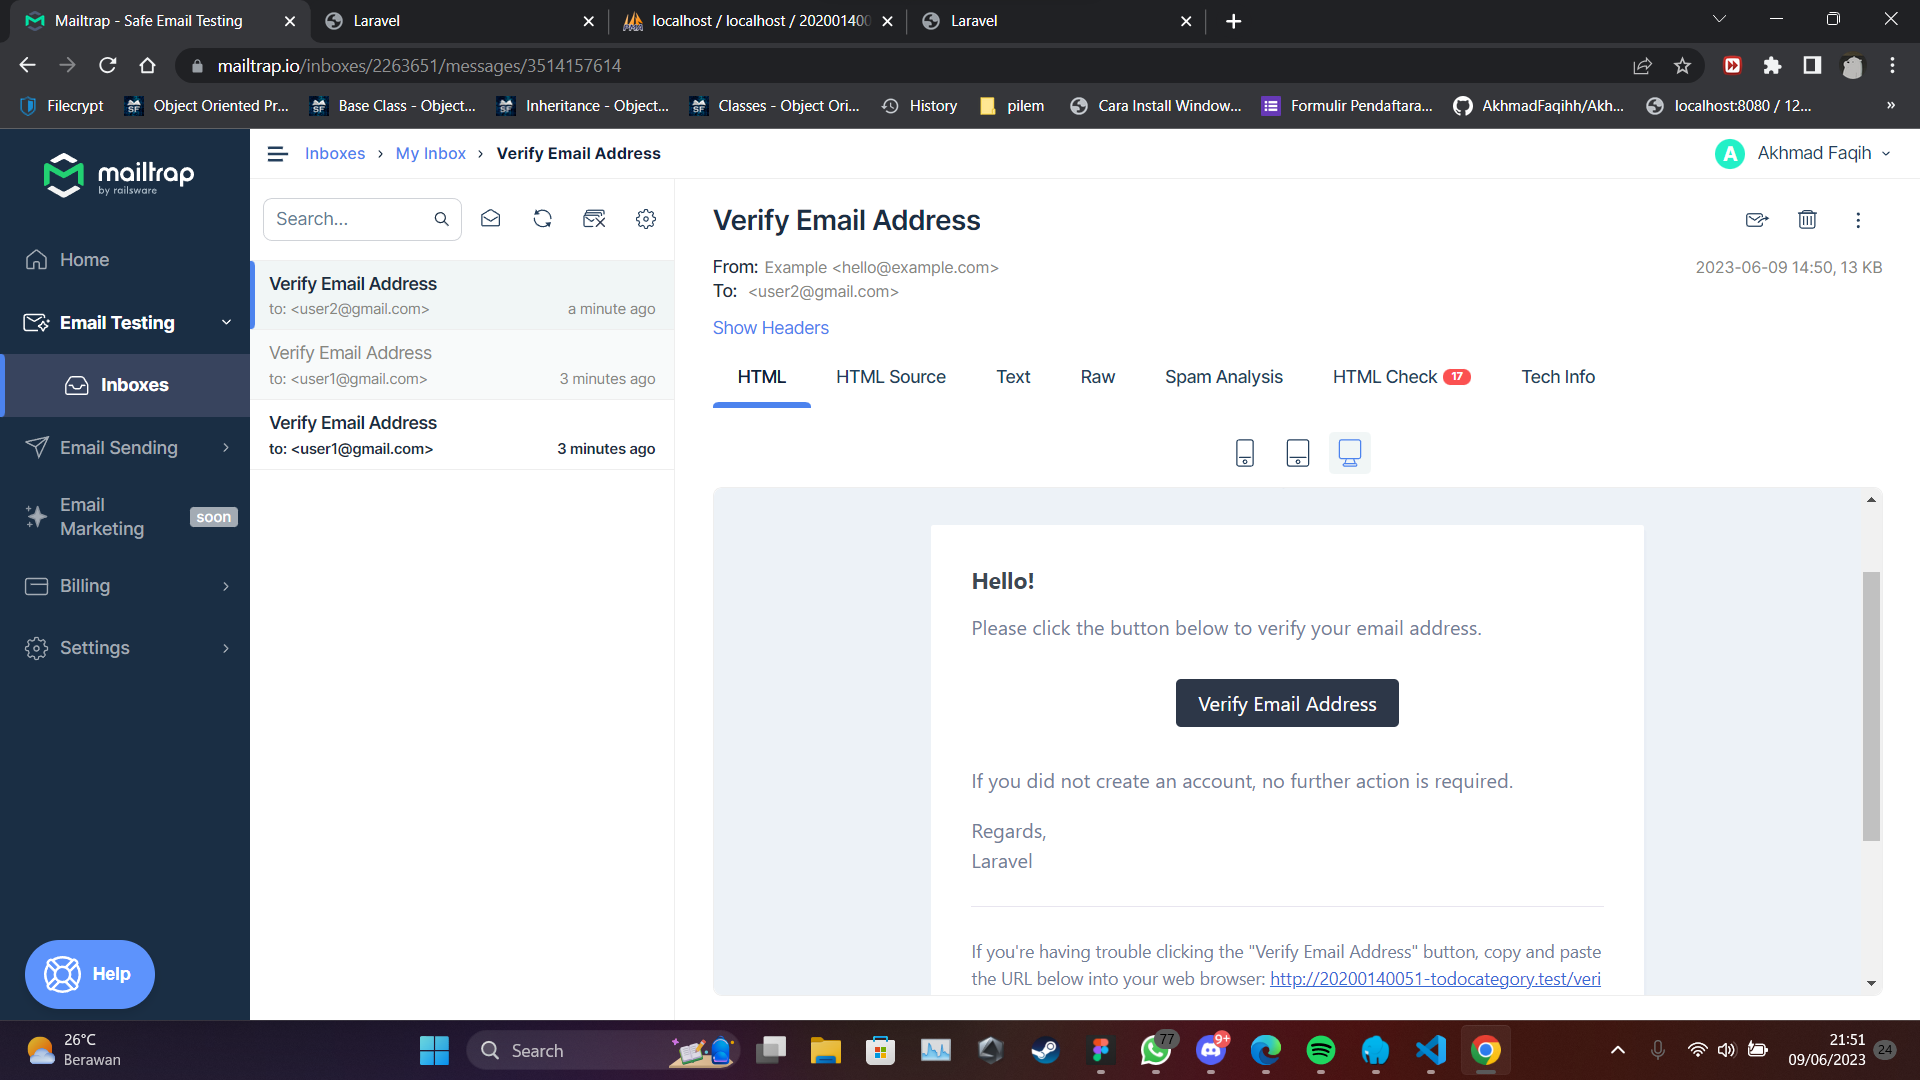 Mailtrap - Safe Email Testing
Laravel
localhost / localhost / 20200140
Laravel
mailtrap.io/inboxes/2263651/messages/3514157614
Filecrypt
Object Oriented Pr...
Base Class - Object...
Inheritance - Object...
Classes - Object Ori...
History
pilem
Cara Install Window...
Formulir Pendaftara...
AkhmadFaqihh/Akh...
localhost:8080 / 12...
»
mailtrap
by railsware
Home
Email Testing
Inboxes
Email Sending
Email
Marketing
soon
Billing
Settings
Help
Inboxes › My Inbox › Verify Email Address
A
Akhmad Faqih
Search...
Verify Email Address
to: <user2@gmail.com>
a minute ago
Verify Email Address
to: <user1@gmail.com>
3 minutes ago
Verify Email Address
to: <user1@gmail.com>
3 minutes ago
Verify Email Address
From: Example <hello@example.com>
2023-06-09 14:50, 13 KB
To: <user2@gmail.com>
Show Headers
HTML
HTML Source
Text
Raw
Spam Analysis
HTML Check 17
Tech Info
Hello!
Please click the button below to verify your email address.
Verify Email Address
If you did not create an account, no further action is required.
Regards,
Laravel
If you're having trouble clicking the "Verify Email Address" button, copy and paste
the URL below into your web browser: http://20200140051-todocategory.test/veri
26°C
Berawan
Search
77
9+
21:51
09/06/2023
24